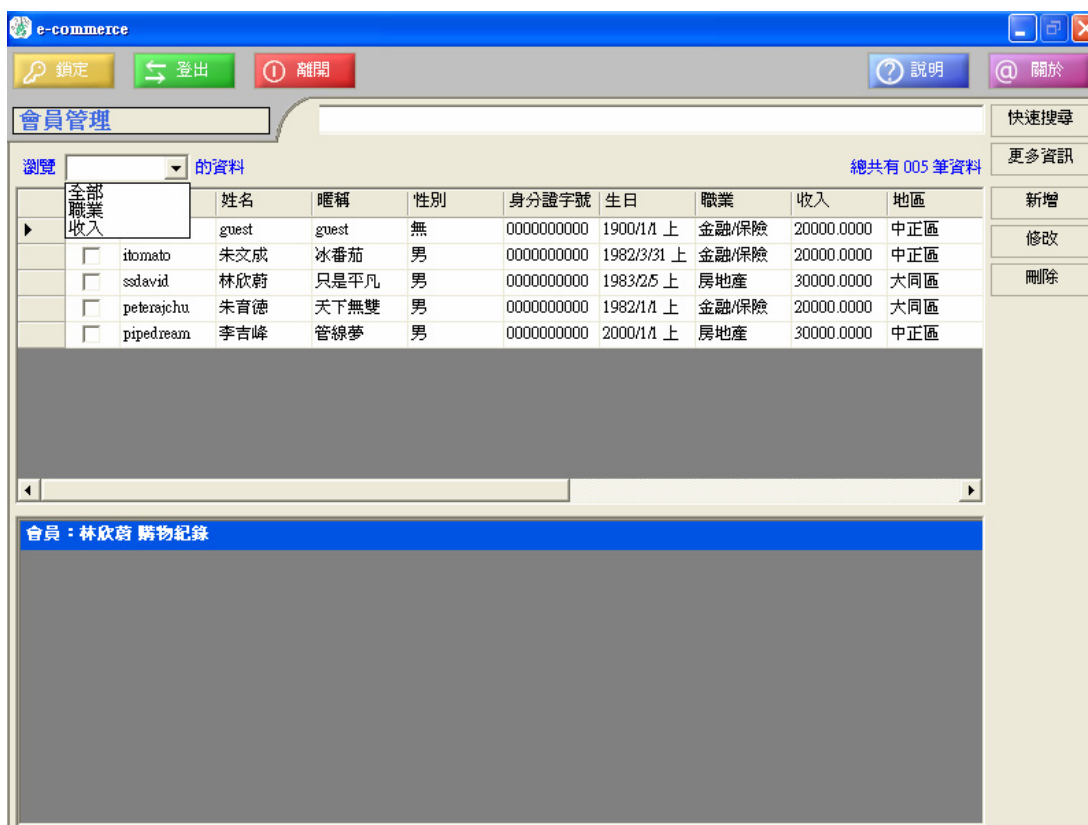 e-commerce
鎖定 登出 離開 說明 @ 關於
會員管理 快速搜尋
更多資訊
瀏覽 的資料 總共有 005 筆資料
全部
職業
收入
姓名 暱稱 性別 身分證字號 生日 職業 收入 地區
guest guest 無 0000000000 1900/1/1 上 金融/保險 20000.0000 中正區
itomato 朱文成 冰番茄 男 0000000000 1982/3/31 上 金融/保險 20000.0000 中正區
ssdavid 林欣蔚 只是平凡 男 0000000000 1983/2/5 上 房地產 30000.0000 大同區
peterajchu 朱育德 天下無雙 男 0000000000 1982/1/1 上 金融/保險 20000.0000 大同區
pipedream 李吉峰 管線夢 男 0000000000 2000/1/1 上 房地產 30000.0000 中正區
新增
修改
刪除
會員：林欣蔚 購物紀錄